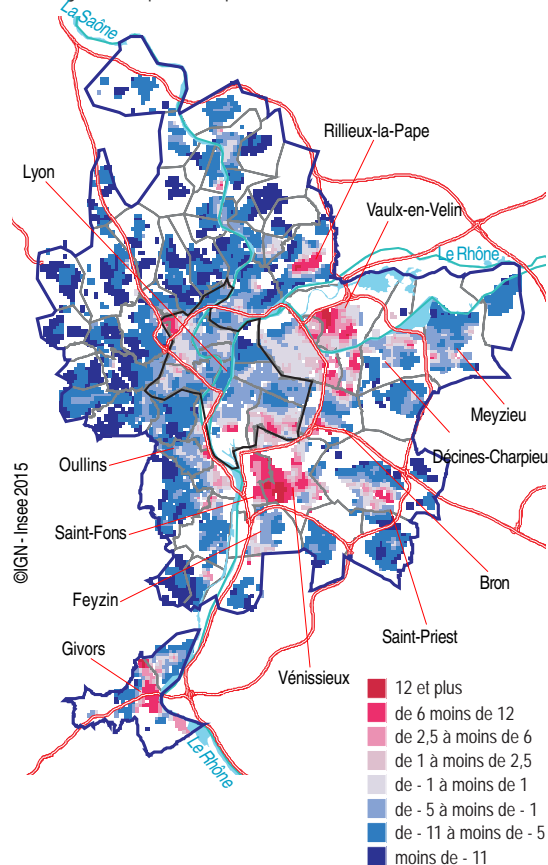 La Saône
Rillieux-la-Pape
Lyon
Vaulx-en-Velin
Le Rhône
Meyzieu
Décines-Charpieu
Oullins
©IGN - Insee 2015
Saint-Fons
Bron
Feyzin
Saint-Priest
Givors
Vénissieux
Le Rhône
12 et plus
de 6 moins de 12
de 2,5 à moins de 6
de 1 à moins de 2,5
de - 1 à moins de 1
de - 5 à moins de - 1
de - 11 à moins de - 5
moins de - 11